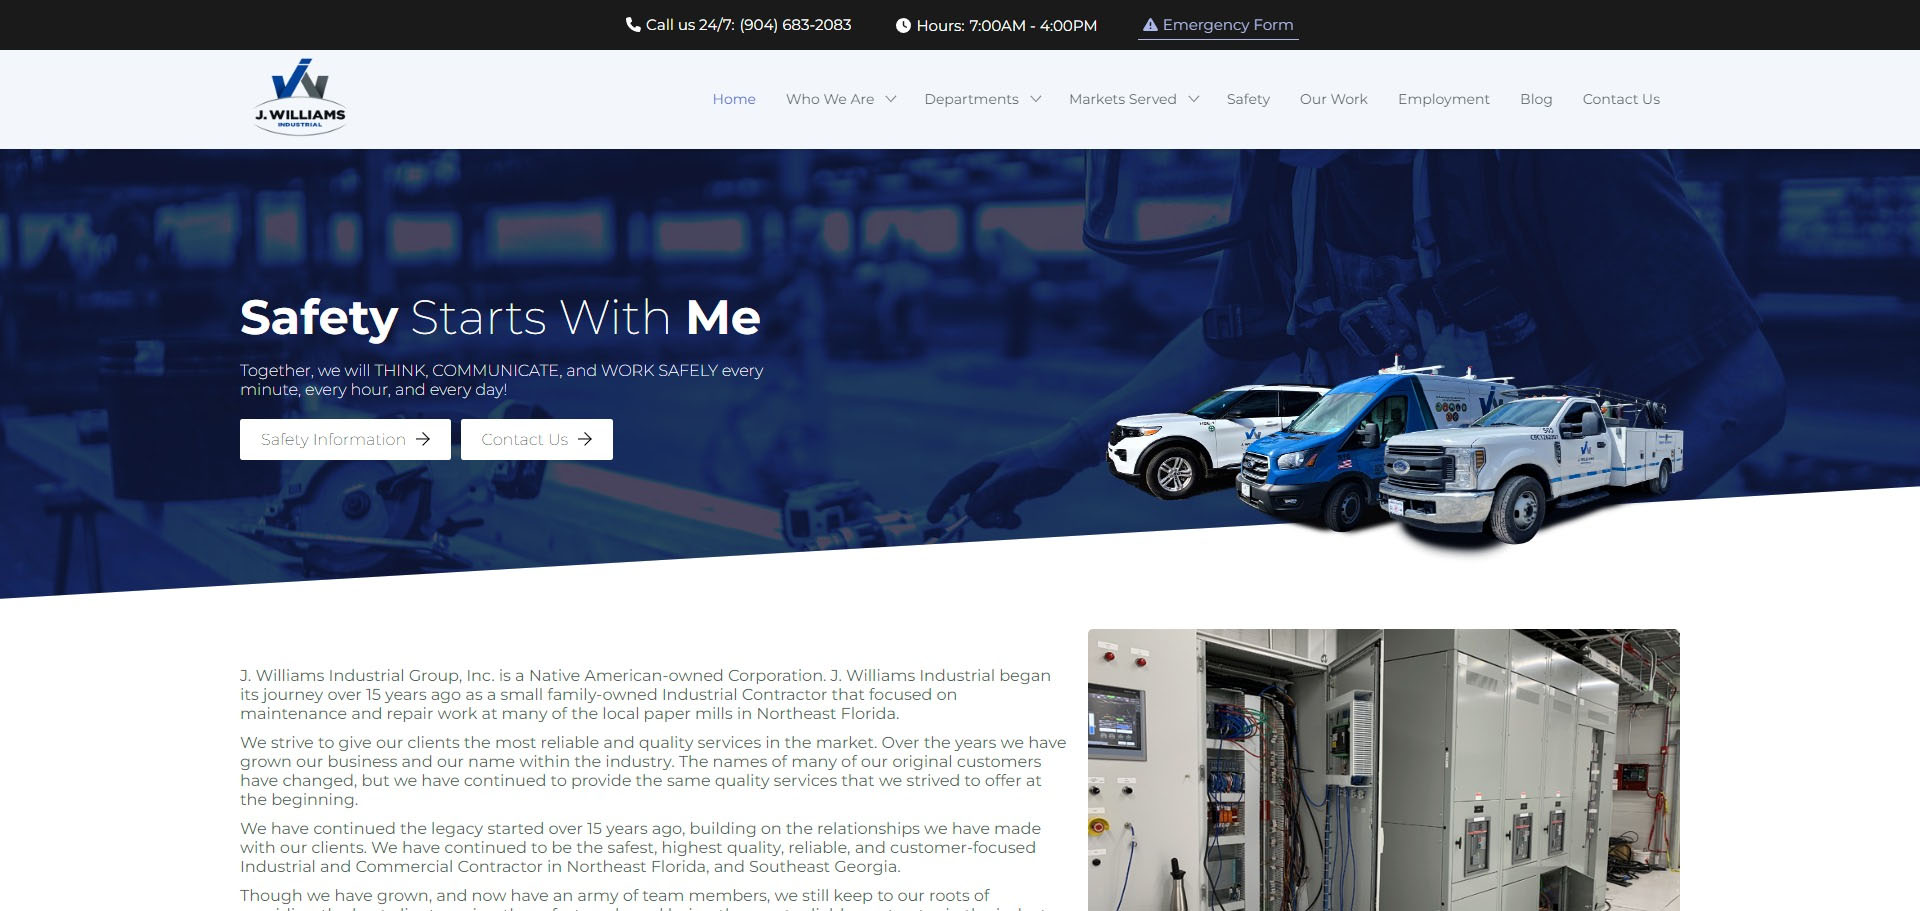 Call us 24/7: (904) 683-2083
Hours: 7:00AM - 4:00PM
Emergency Form
J. WILLIAMS
INDUSTRIAL
Home
Who We Are
Departments
Markets Served
Safety
Our Work
Employment
Blog
Contact Us
Safety Starts With Me
Together, we will THINK, COMMUNICATE, and WORK SAFELY every
minute, every hour, and every day!
Safety Information
Contact Us
J. Williams Industrial Group, Inc. is a Native American-owned Corporation. J. Williams Industrial began
its journey over 15 years ago as a small family-owned Industrial Contractor that focused on
maintenance and repair work at many of the local paper mills in Northeast Florida.
We strive to give our clients the most reliable and quality services in the market. Over the years we have
grown our business and our name within the industry. The names of many of our original customers
have changed, but we have continued to provide the same quality services that we strived to offer at
the beginning.
We have continued the legacy started over 15 years ago, building on the relationships we have made
with our clients. We have continued to be the safest, highest quality, reliable, and customer-focused
Industrial and Commercial Contractor in Northeast Florida, and Southeast Georgia.
Though we have grown, and now have an army of team members, we still keep to our roots of